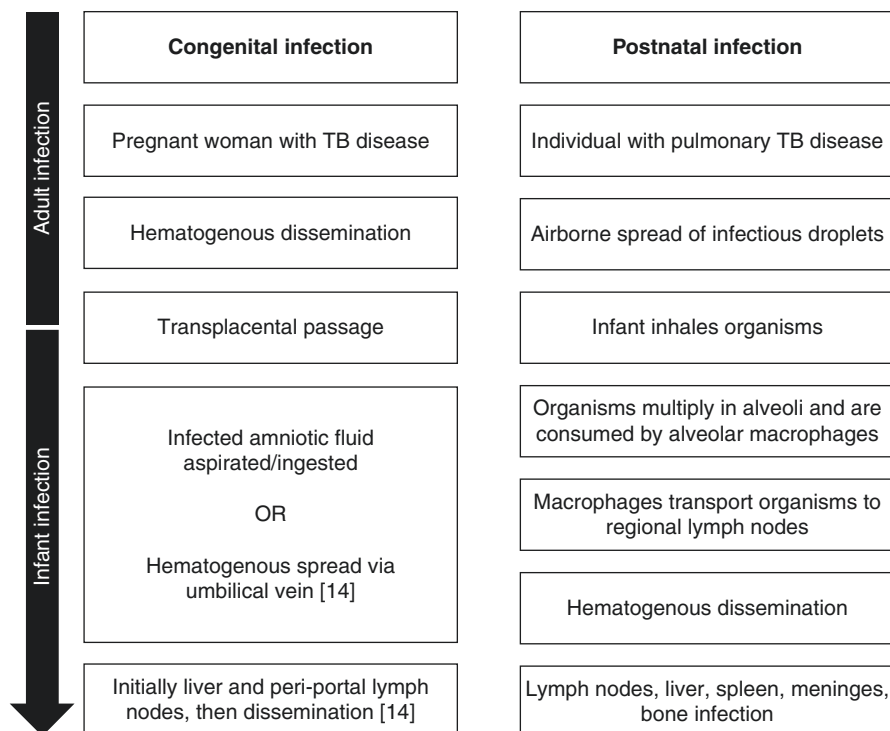 Adult infection
Infant infection
Congenital infection
Pregnant woman with TB disease
Hematogenous dissemination
Transplacental passage
Infected amniotic fluid
aspirated/ingested
OR
Hematogenous spread via
umbilical vein [14]
Initially liver and peri-portal lymph
nodes, then dissemination [14]
Postnatal infection
Individual with pulmonary TB disease
Airborne spread of infectious droplets
Infant inhales organisms
Organisms multiply in alveoli and are
consumed by alveolar macrophages
Macrophages transport organisms to
regional lymph nodes
Hematogenous dissemination
Lymph nodes, liver, spleen, meninges,
bone infection